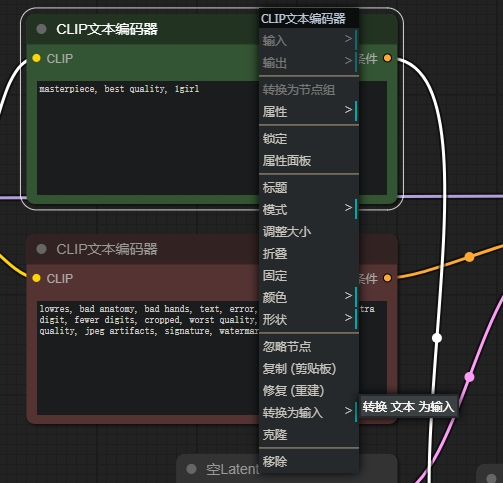 CLIP文本编码器
CLIP
条件
masterpiece, best quality, 1girl
CLIP文本编码器
输入 >
输出 >
转换为节点组
属性 >
锁定
属性面板
标题
模式 >
调整大小
折叠
固定
颜色 >
形状 >
忽略节点
复制 (剪贴板)
修复 (重建)
转换为输入 >
克隆
移除
转换 文本 为输入
CLIP文本编码器
CLIP
条件
lowres, bad anatomy, bad hands, text, error,
digit, fewer digits, cropped, worst quality,
quality, jpeg artifacts, signature,
空Latent